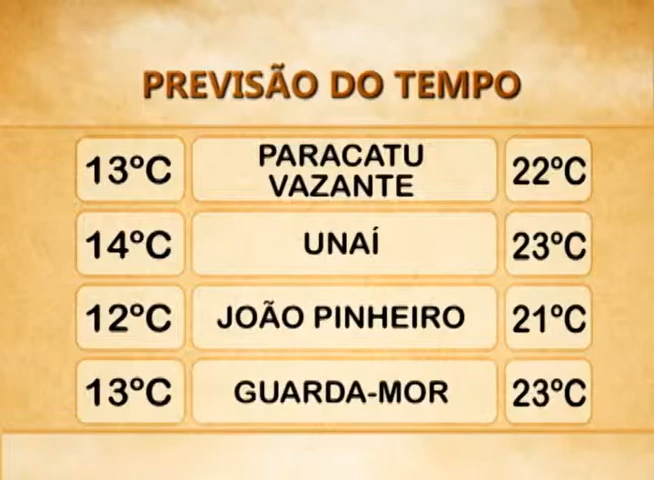 PREVISÃO DO TEMPO
13ºC PARACATU VAZANTE 22ºC
14ºC UNAÍ 23ºC
12ºC JOÃO PINHEIRO 21ºC
13ºC GUARDA-MOR 23ºC